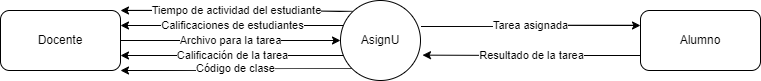 Tiempo de actividad del estudiante
Calificaciones de estudiantes
Docente
Archivo para la tarea
Calificación de la tarea
Código de clase
AsignU
Tarea asignada
Resultado de la tarea
Alumno